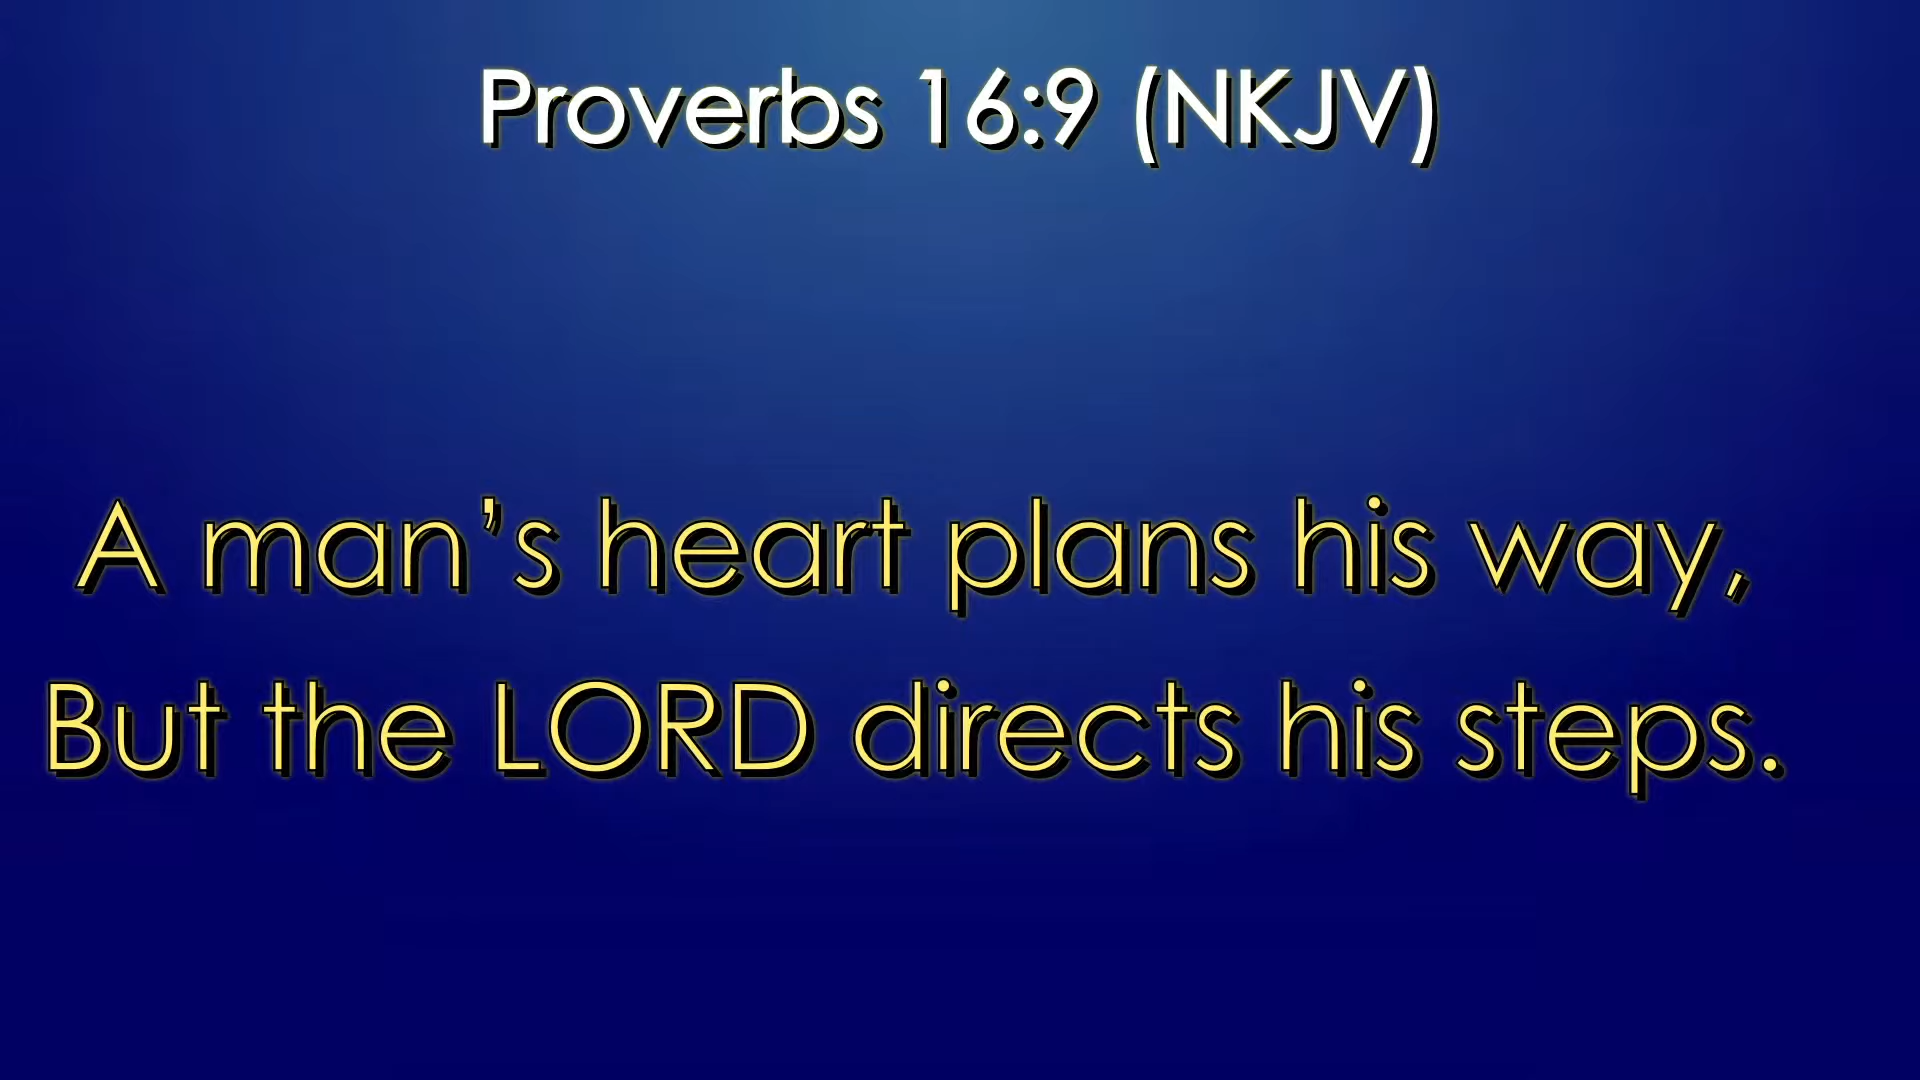 Proverbs 16:9 (NKJV)
A man’s heart plans his way,
But the LORD directs his steps.